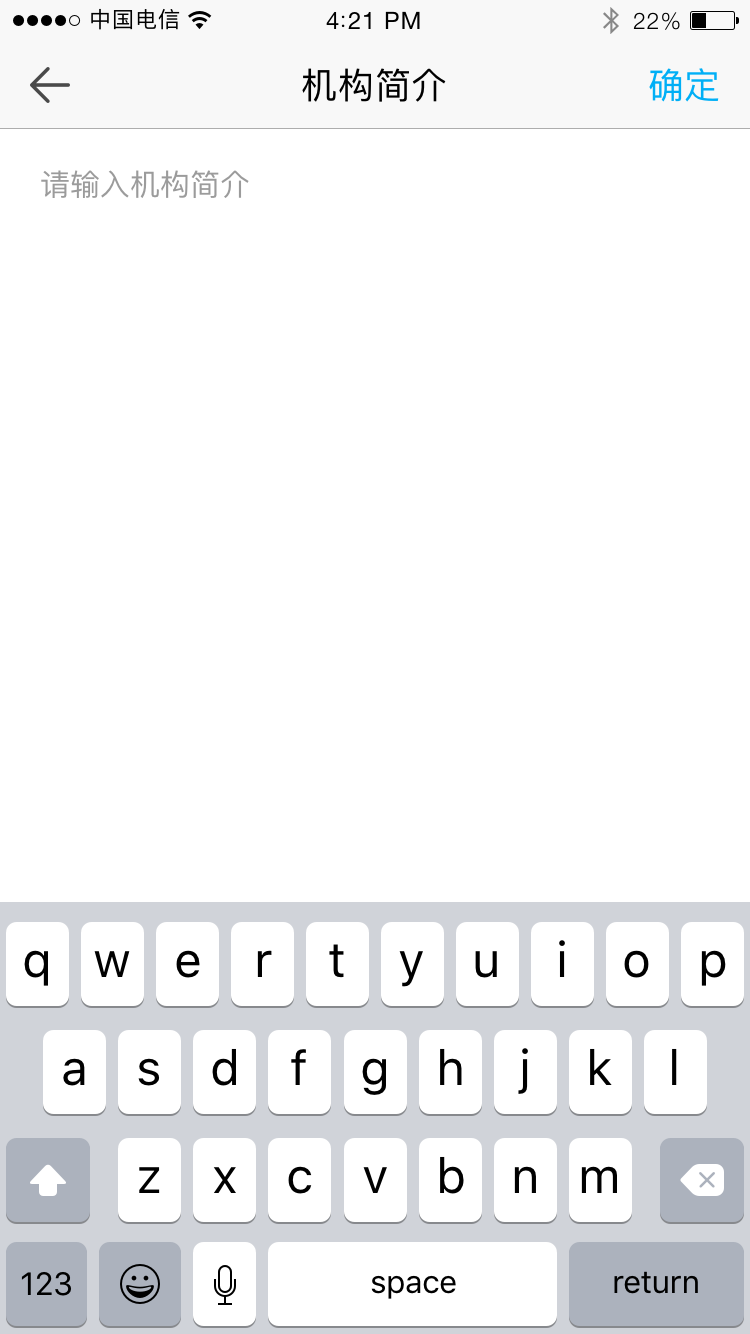 中国电信 4:21 PM 22%
机构简介 确定
请输入机构简介
q w e r t y u i o p
a s d f g h j k l
z x c v b n m
123 space return